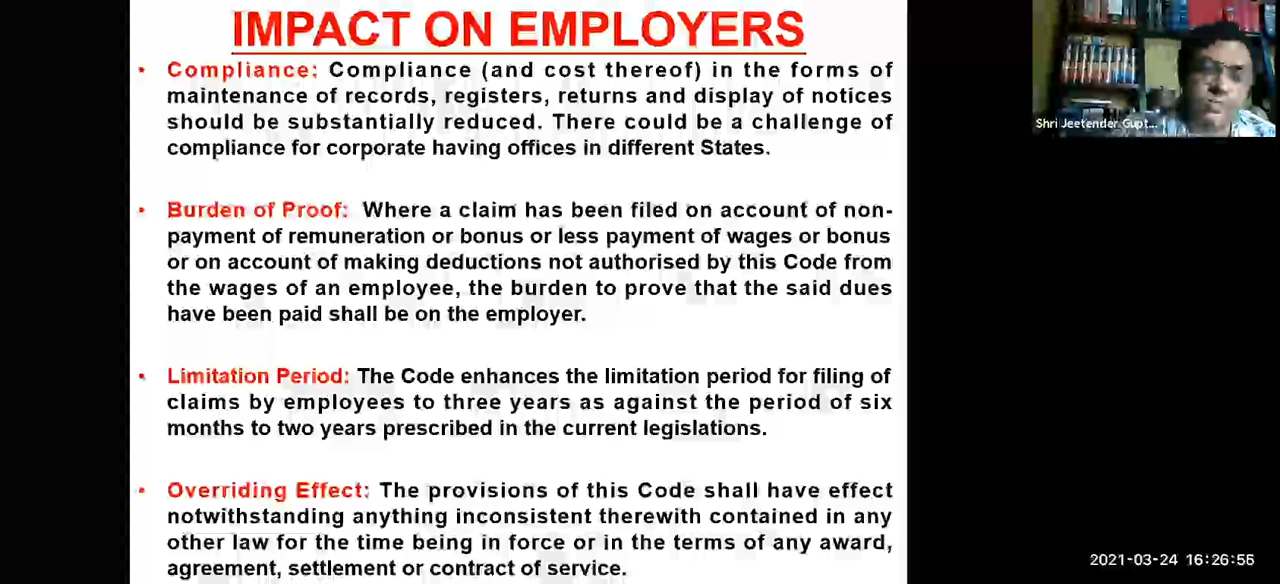 IMPACT ON EMPLOYERS
• Compliance: Compliance (and cost thereof) in the forms of
maintenance of records, registers, returns and display of notices
should be substantially reduced. There could be a challenge of
compliance for corporate having offices in different States.
• Burden of Proof: Where a claim has been filed on account of non-
payment of remuneration or bonus or less payment of wages or bonus
or on account of making deductions not authorised by this Code from
the wages of an employee, the burden to prove that the said dues
have been paid shall be on the employer.
• Limitation Period: The Code enhances the limitation period for filing of
claims by employees to three years as against the period of six
months to two years prescribed in the current legislations.
• Overriding Effect: The provisions of this Code shall have effect
notwithstanding anything inconsistent therewith contained in any
other law for the time being in force or in the terms of any award,
agreement, settlement or contract of service.
Shri Jeetender Gupt...
2021-03-24 16:26:55